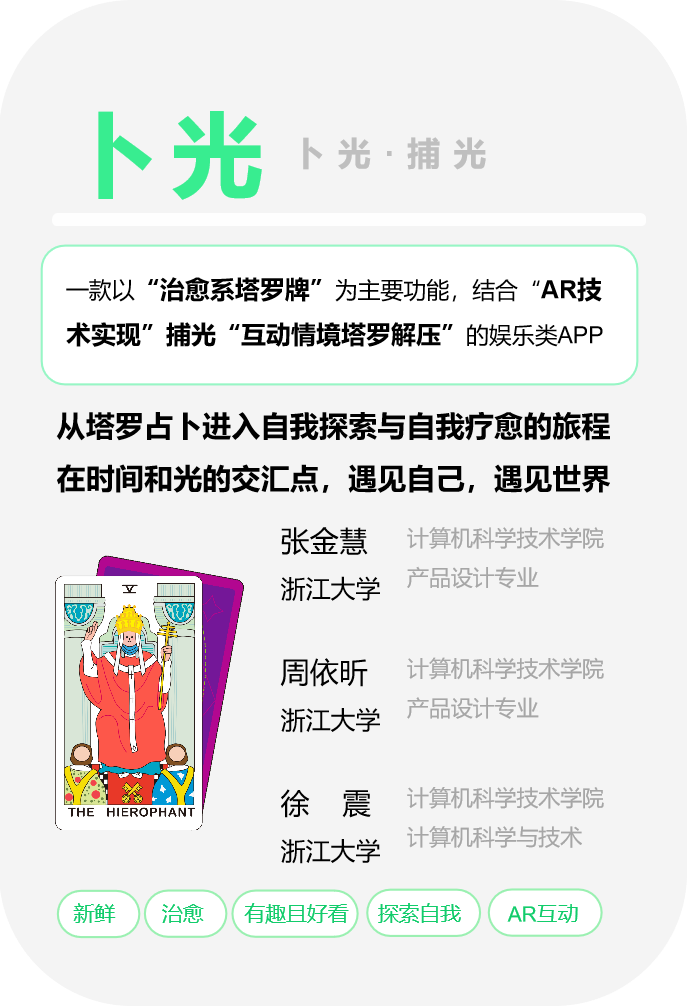 卜光 卜光·捕光
一款以“治愈系塔罗牌”为主要功能，结合“AR技
术实现”捕光“互动情境塔罗解压”的娱乐类APP
从塔罗占卜进入自我探索与自我疗愈的旅程
在时间和光的交汇点，遇见自己，遇见世界
张金慧 计算机科学技术学院
浙江大学 产品设计专业
周依昕 计算机科学技术学院
浙江大学 产品设计专业
徐 震 计算机科学技术学院
浙江大学 计算机科学与技术
V
THE HIEROPHANT
新鲜 治愈 有趣且好看 探索自我 AR互动